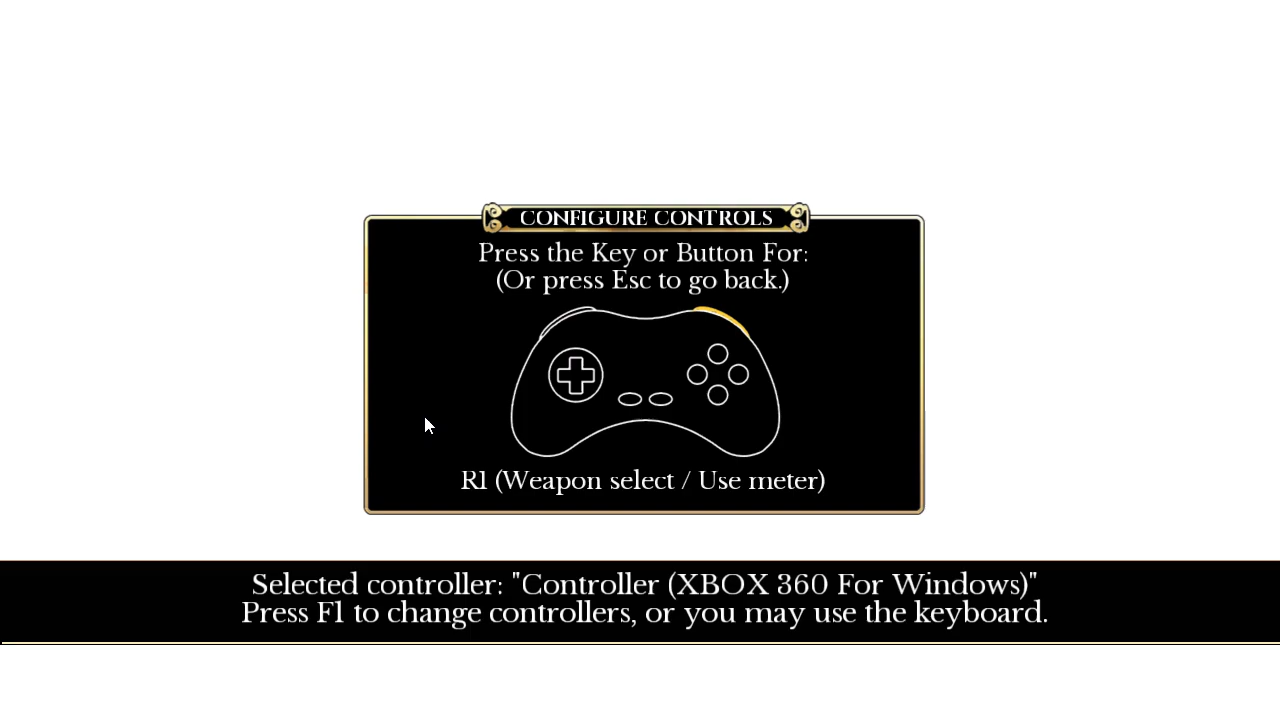 CONFIGURE CONTROLS
Press the Key or Button For:
(Or press Esc to go back.)
R1 (Weapon select / Use meter)
Selected controller: "Controller (XBOX 360 For Windows)"
Press F1 to change controllers, or you may use the keyboard.